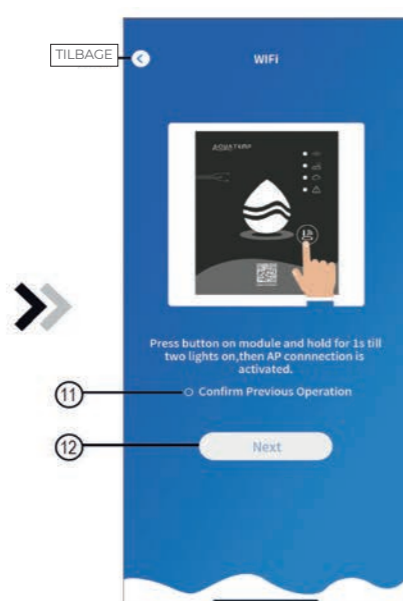 TILBAGE
WIFi
AQUATEMP
Press button on module and hold for 1s till
two lights on,then AP connnection is
activated.
11
Confirm Previous Operation
12
Next